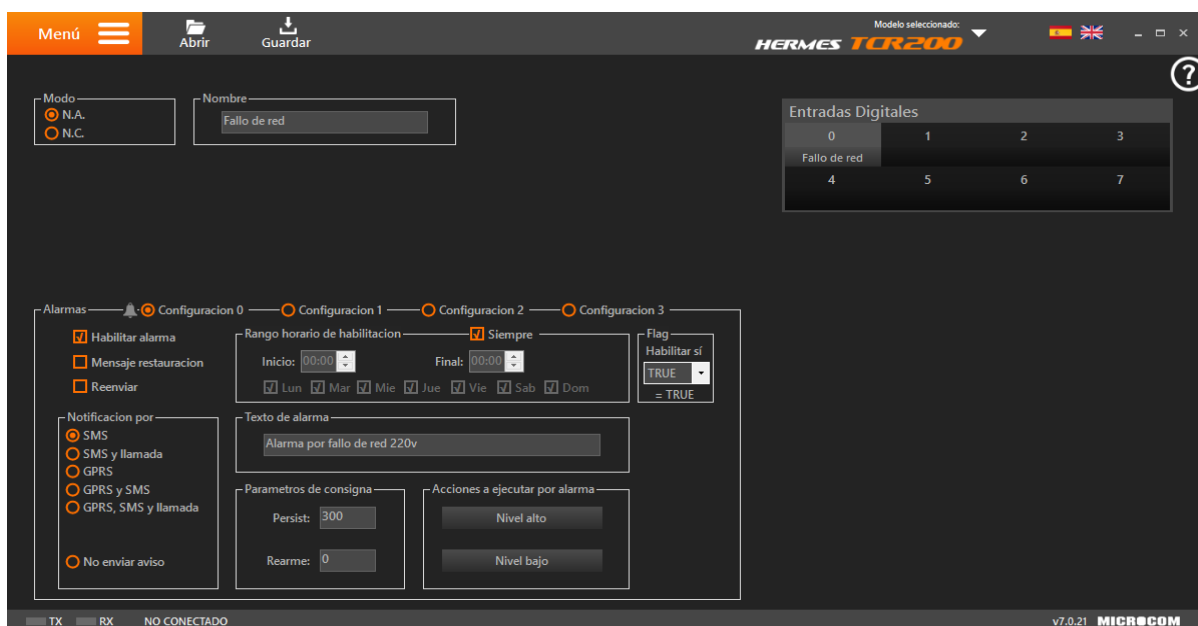 Menú
Abrir
Guardar
Modelo seleccionado:
HERMES TCR200
?
Modo
N.A.
N.C.
Nombre
Fallo de red
Entradas Digitales
0 1 2 3
Fallo de red
4 5 6 7
Alarmas Configuracion 0 Configuracion 1 Configuracion 2 Configuracion 3
Habilitar alarma
Mensaje restauracion
Reenviar
Rango horario de habilitacion Siempre
Inicio: 00:00 Final: 00:00
Lun Mar Mie Jue Vie Sab Dom
Flag
Habilitar sí
TRUE
= TRUE
Notificacion por
SMS
SMS y llamada
GPRS
GPRS y SMS
GPRS, SMS y llamada
No enviar aviso
Texto de alarma
Alarma por fallo de red 220v
Parametros de consigna
Persist: 300
Rearme: 0
Acciones a ejecutar por alarma
Nivel alto
Nivel bajo
TX RX NO CONECTADO
v7.0.21 MICROCOM